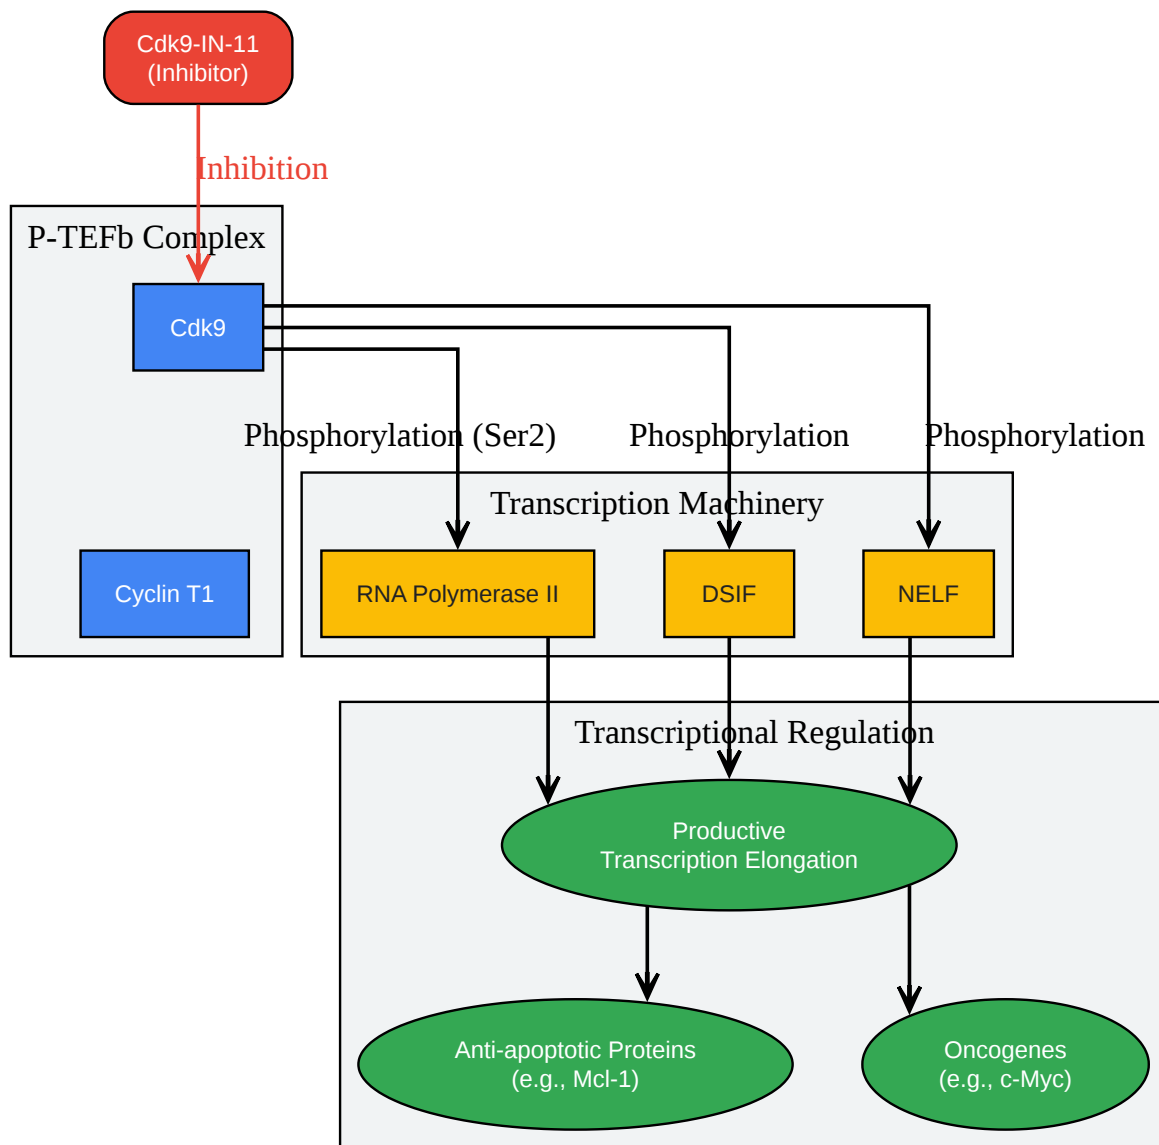 Cdk9-IN-11
(Inhibitor)
Inhibition
P-TEFb Complex
Cdk9
Phosphorylation (Ser2)
Phosphorylation
Phosphorylation
Transcription Machinery
Cyclin T1
RNA Polymerase II
DSIF
NELF
Transcriptional Regulation
Productive
Transcription Elongation
Anti-apoptotic Proteins
(e.g., Mcl-1)
Oncogenes
(e.g., c-Myc)